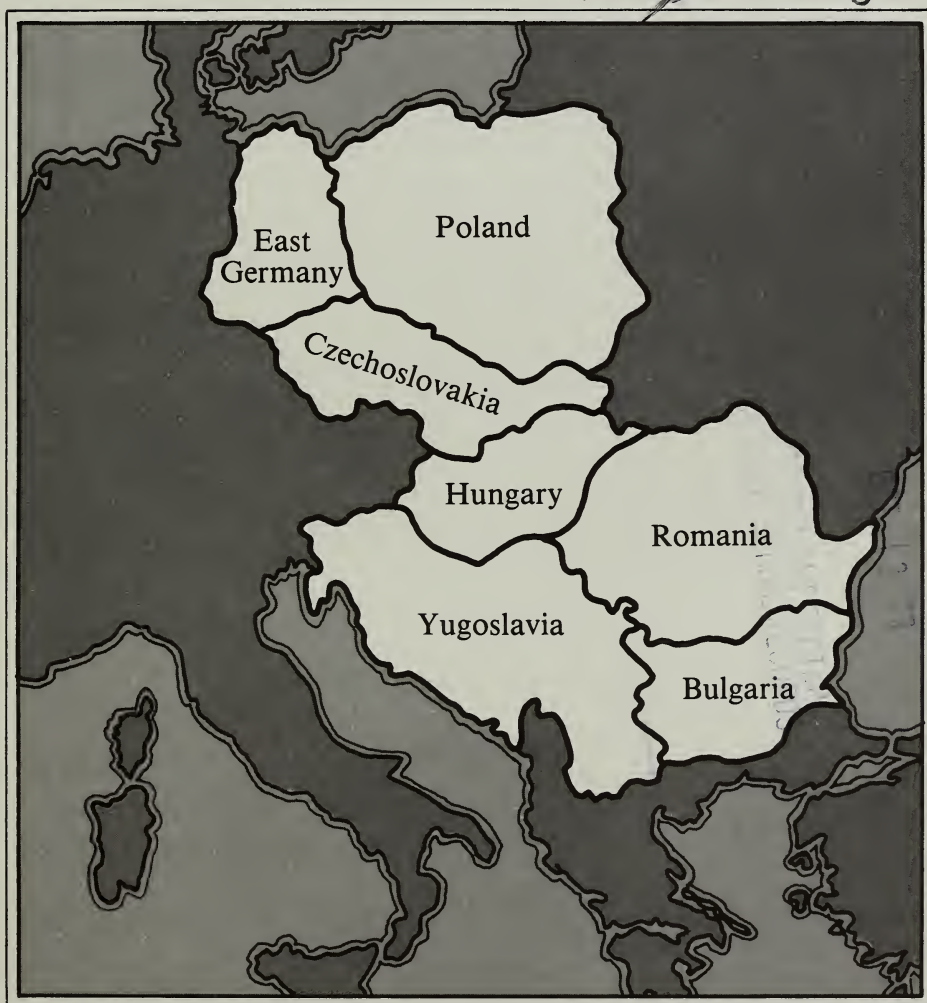 Poland
East
Germany
Czechoslovakia
Hungary
Romania
Yugoslavia
Bulgaria